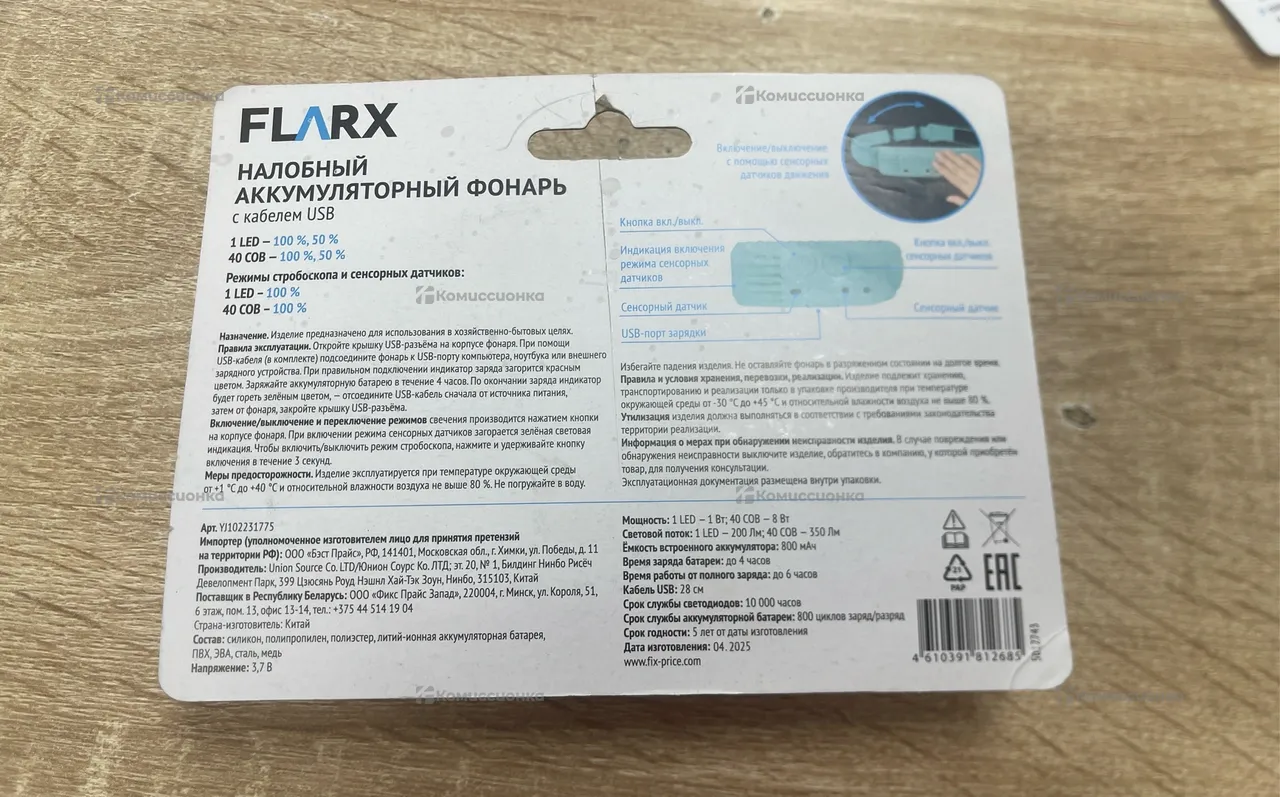 FLARX
НАЛОБНЫЙ
АККУМУЛЯТОРНЫЙ ФОНАРЬ
с кабелем USB
1 LED – 100 %, 50 %
40 COB – 100 %, 50 %
Режимы стробоскопа и сенсорных датчиков:
1 LED – 100 %
40 COB – 100 %
Назначение. Изделие предназначено для использования в хозяйственно-бытовых целях.
Правила эксплуатации. Откройте крышку USB-разъёма на корпусе фонаря. При помощи
USB-кабеля (в комплекте) подсоедините фонарь к USB-порту компьютера, ноутбука или внешнего
зарядного устройства. При правильном подключении индикатор заряда загорится красным
цветом. Заряжайте аккумуляторную батарею в течение 4 часов. По окончании заряда индикатор
будет гореть зелёным цветом, – отсоедините USB-кабель сначала от источника питания,
затем от фонаря, закройте крышку USB-разъёма.
Включение/выключение и переключение режимов свечения производится нажатием кнопки
на корпусе фонаря. При включении режима сенсорных датчиков загорается зелёная световая
индикация. Чтобы включить/выключить режим стробоскопа, нажмите и удерживайте кнопку
включения в течение 3 секунд.
Меры предосторожности. Изделие эксплуатируется при температуре окружающей среды
от +1 °C до +40 °C и относительной влажности воздуха не выше 80 %. Не погружайте в воду.
Включение/выключение
с помощью сенсорных
датчиков движения
Кнопка вкл./выкл.
Индикация включения
режима сенсорных
датчиков
Сенсорный датчик
USB-порт зарядки
Кнопка вкл./выкл.
сенсорных датчиков
Сенсорный датчик
Избегайте падения изделия. Не оставляйте фонарь в разряженном состоянии на долгое время.
Правила и условия хранения, перевозки, реализации. Изделие подлежит хранению,
транспортированию и реализации только в упаковке производителя при температуре
окружающей среды от -30 °C до +45 °C и относительной влажности воздуха не выше 80 %.
Утилизация изделия должна выполняться в соответствии с требованиями законодательства
территории реализации.
Информация о мерах при обнаружении неисправности изделия. В случае повреждения или
обнаружения неисправности выключите изделие, обратитесь в компанию, у которой приобретён
товар, для получения консультации.
Эксплуатационная документация размещена внутри упаковки.
Арт. YJ102231775
Импортер (уполномоченное изготовителем лицо для принятия претензий
на территории РФ): ООО «Бэст Прайс», РФ, 141401, Московская обл., г. Химки, ул. Победы, д. 11
Производитель: Union Source Co. LTD/Юнион Соурс Ко. ЛТД; эт. 20, № 1, Билдинг Нинбо Рисёч
Девелопмент Парк, 399 Цзюсянь Роуд Нэшнл Хай-Тэк Зоун, Нинбо, 315103, Китай
Поставщик в Республику Беларусь: ООО «Фикс Прайс Запад», 220004, г. Минск, ул. Короля, 51,
6 этаж, пом. 13, офис 13-14, тел.: +375 44 514 19 04
Страна-изготовитель: Китай
Состав: силикон, полипропилен, полиэстер, литий-ионная аккумуляторная батарея,
ПВХ, ЭВА, сталь, медь
Напряжение: 3,7 В
Мощность: 1 LED – 1 Вт; 40 COB – 8 Вт
Световой поток: 1 LED – 200 Лм; 40 COB – 350 Лм
Ёмкость встроенного аккумулятора: 800 мАч
Время заряда батареи: до 4 часов
Время работы от полного заряда: до 6 часов
Кабель USB: 28 см
Срок службы светодиодов: 10 000 часов
Срок службы аккумуляторной батареи: 800 циклов заряд/разряд
Срок годности: 5 лет от даты изготовления
Дата изготовления: 04. 2025
www.fix-price.com
21
PAP
EAC
4 610391 812685
Комиссионка
Комиссионка
Комиссионка
Комиссионка
Комиссионка
Комиссионка